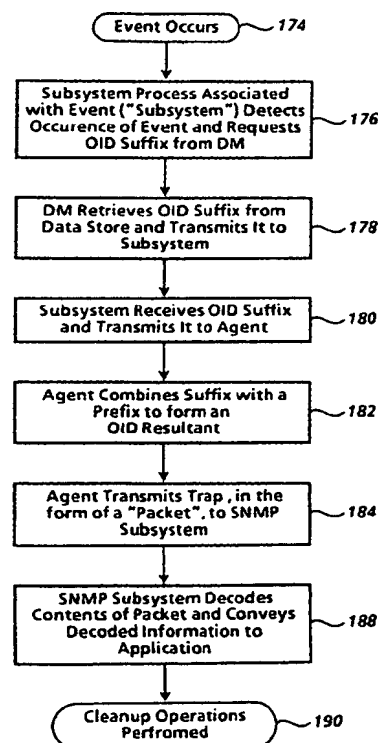 Event Occurs
174
Subsystem Process Associated
with Event ("Subsystem") Detects
Occurence of Event and Requests
OID Suffix from DM
176
DM Retrieves OID Suffix from
Data Store and Transmits It to
Subsystem
178
Subsystem Receives OID Suffix
and Transmits It to Agent
180
Agent Combines Suffix with a
Prefix to form an
OID Resultant
182
Agent Transmits Trap, in the
form of a "Packet", to SNMP
Subsystem
184
SNMP Subsystem Decodes
Contents of Packet and Conveys
Decoded Information to
Application
188
Cleanup Operations
Perfromed
190